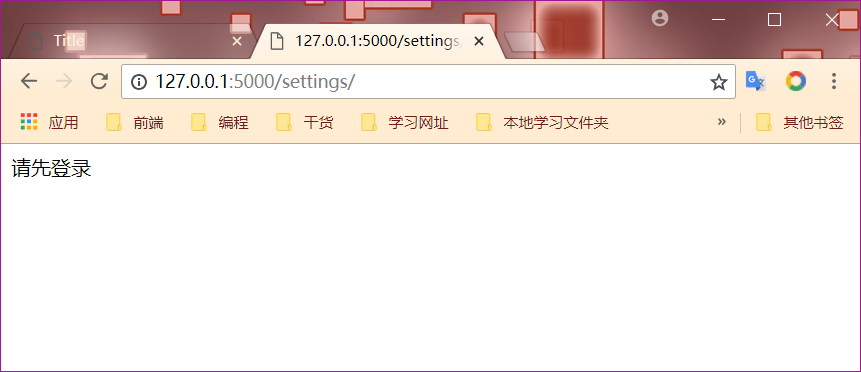 Title
127.0.0.1:5000/settings/
127.0.0.1:5000/settings/
应用 前端 编程 干货 学习网址 本地学习文件夹 » 其他书签
请先登录